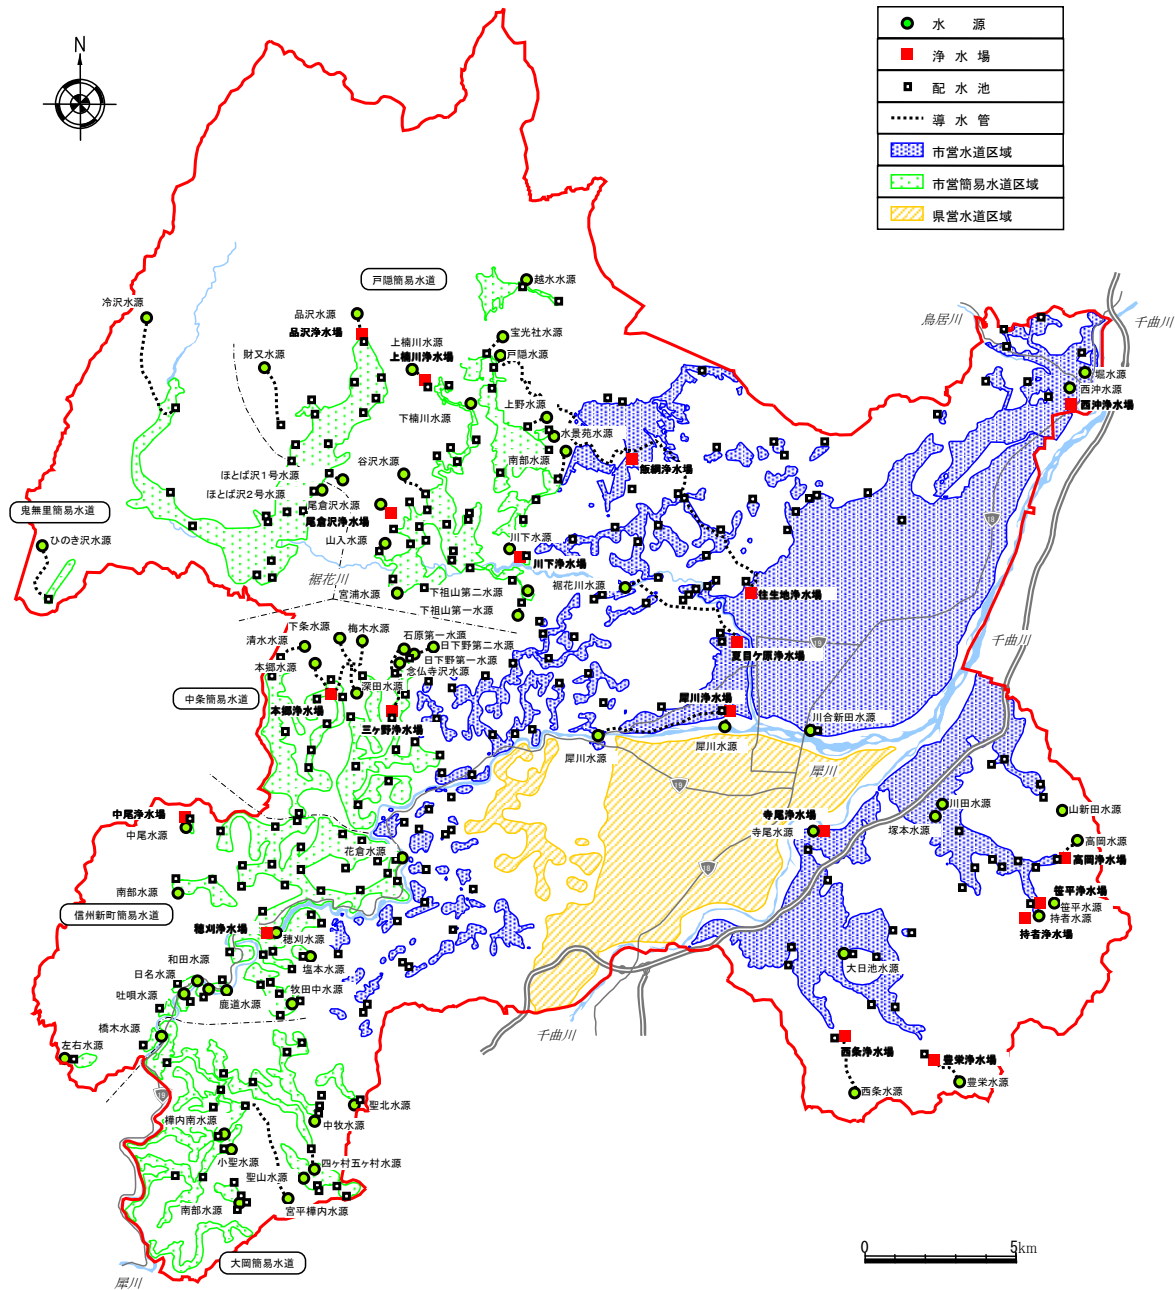 水　源
浄 水 場
配 水 池
導 水 管
市営水道区域
市営簡易水道区域
県営水道区域
N
戸隠簡易水道
越水水源
冷沢水源
品沢水源
品沢浄水場
財又水源
上楠川水源
上楠川浄水場
宝光社水源
戸隠水源
下楠川水源
上野水源
水景苑水源
南部水源
飯綱浄水場
鳥居川
千曲川
堀水源
西沖水源
西沖浄水場
谷沢水源
ほとば沢1号水源
ほとば沢2号水源
尾倉沢水源
尾倉沢浄水場
山入水源
鬼無里簡易水道
ひのき沢水源
裾花川
宮浦水源
川下水源
川下浄水場
下祖山第二水源
下祖山第一水源
裾花川水源
往生地浄水場
夏目ケ原浄水場
18
19
千曲川
下条水源
梅木水源
清水水源
本郷水源
石原第一水源
日下野第二水源
日下野第一水源
念仏寺沢水源
深田水源
中条簡易水道
本郷浄水場
三ヶ野浄水場
犀川浄水場
犀川水源
犀川水源
川合新田水源
犀川
19
18
中尾浄水場
中尾水源
花倉水源
寺尾浄水場
寺尾水源
川田水源
塚本水源
山新田水源
高岡水源
高岡浄水場
笹平浄水場
笹平水源
持者水源
持者浄水場
南部水源
信州新町簡易水道
穂刈浄水場
穂刈水源
塩本水源
和田水源
日名水源
吐唄水源
鹿道水源
牧田中水源
橋木水源
左右水源
大日池水源
千曲川
西条浄水場
西条水源
豊栄浄水場
豊栄水源
19
聖北水源
中牧水源
樺内南水源
小聖水源
四ヶ村五ヶ村水源
聖山水源
南部水源
宮平樺内水源
大岡簡易水道
犀川
0
5km